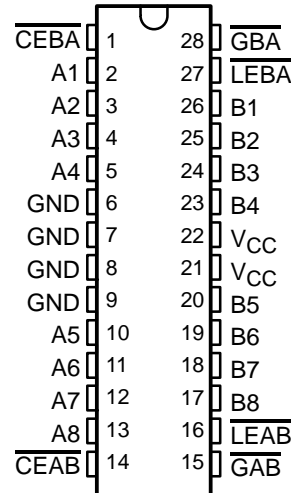 CEBA 1 28 GBA
A1 2 27 LEBA
A2 3 26 B1
A3 4 25 B2
A4 5 24 B3
GND 6 23 B4
GND 7 22 VCC
GND 8 21 VCC
GND 9 20 B5
A5 10 19 B6
A6 11 18 B7
A7 12 17 B8
A8 13 16 LEAB
CEAB 14 15 GAB